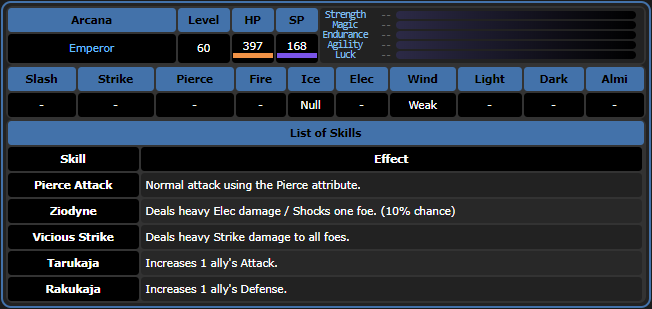 Arcana Level HP SP
Emperor 60 397 168
Strength --
Magic --
Endurance --
Agility --
Luck --
Slash Strike Pierce Fire Ice Elec Wind Light Dark Almi
- - - - Null - Weak - - -
List of Skills
Skill Effect
Pierce Attack Normal attack using the Pierce attribute.
Ziodyne Deals heavy Elec damage / Shocks one foe. (10% chance)
Vicious Strike Deals heavy Strike damage to all foes.
Tarukaja Increases 1 ally's Attack.
Rakukaja Increases 1 ally's Defense.